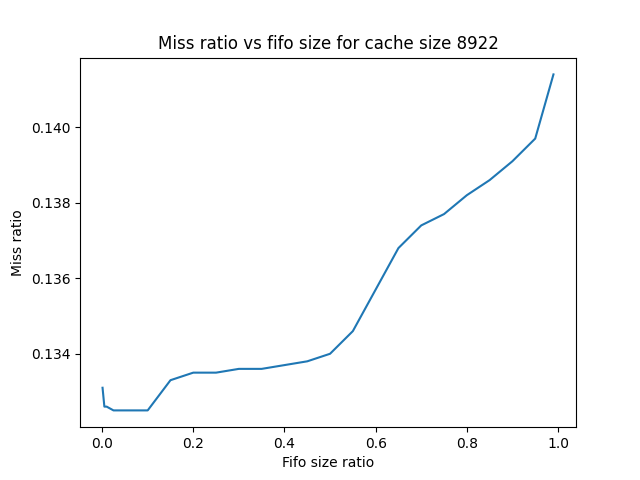 Miss ratio vs fifo size for cache size 8922
0.140
0.138
0.136
0.134
Miss ratio
0.0 0.2 0.4 0.6 0.8 1.0
Fifo size ratio